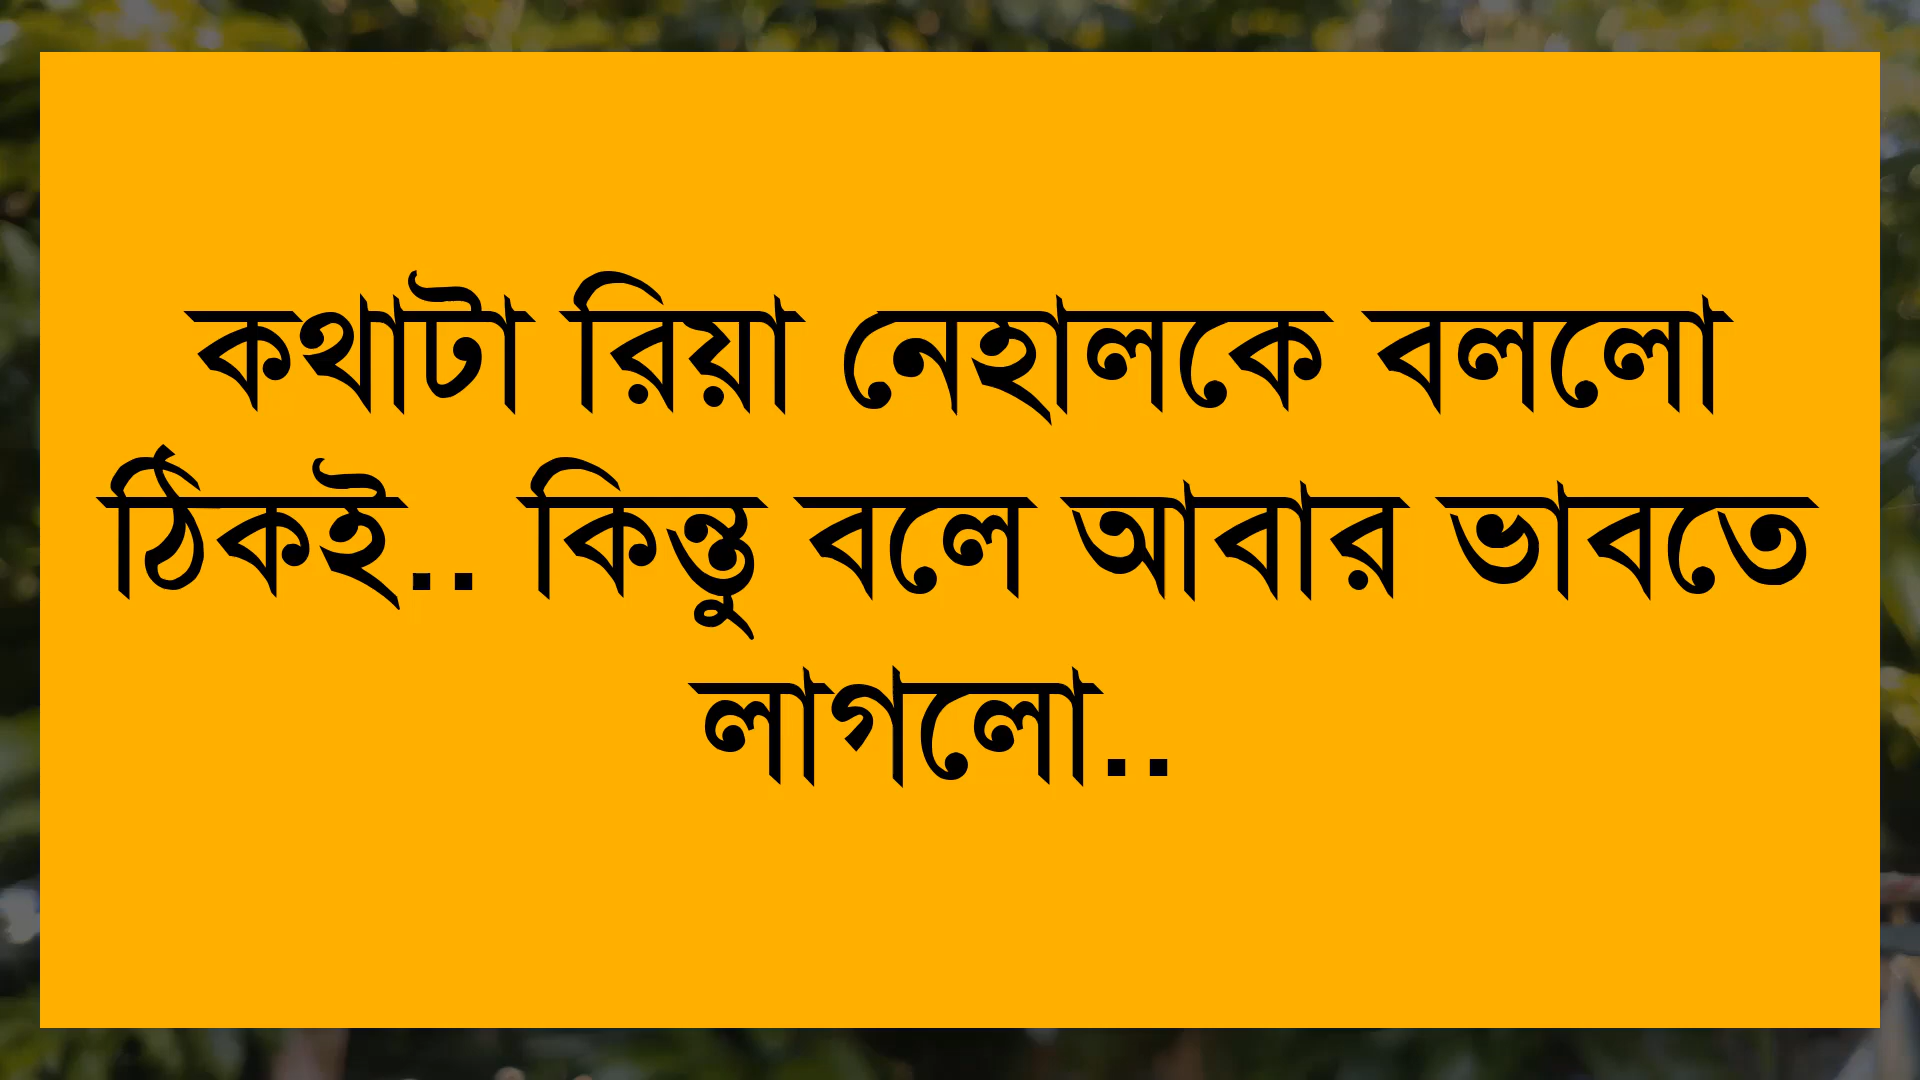 কথাটা রিয়া নেহালকে বললো
ঠিকই.. কিন্তু বলে আবার ভাবতে
লাগলো..